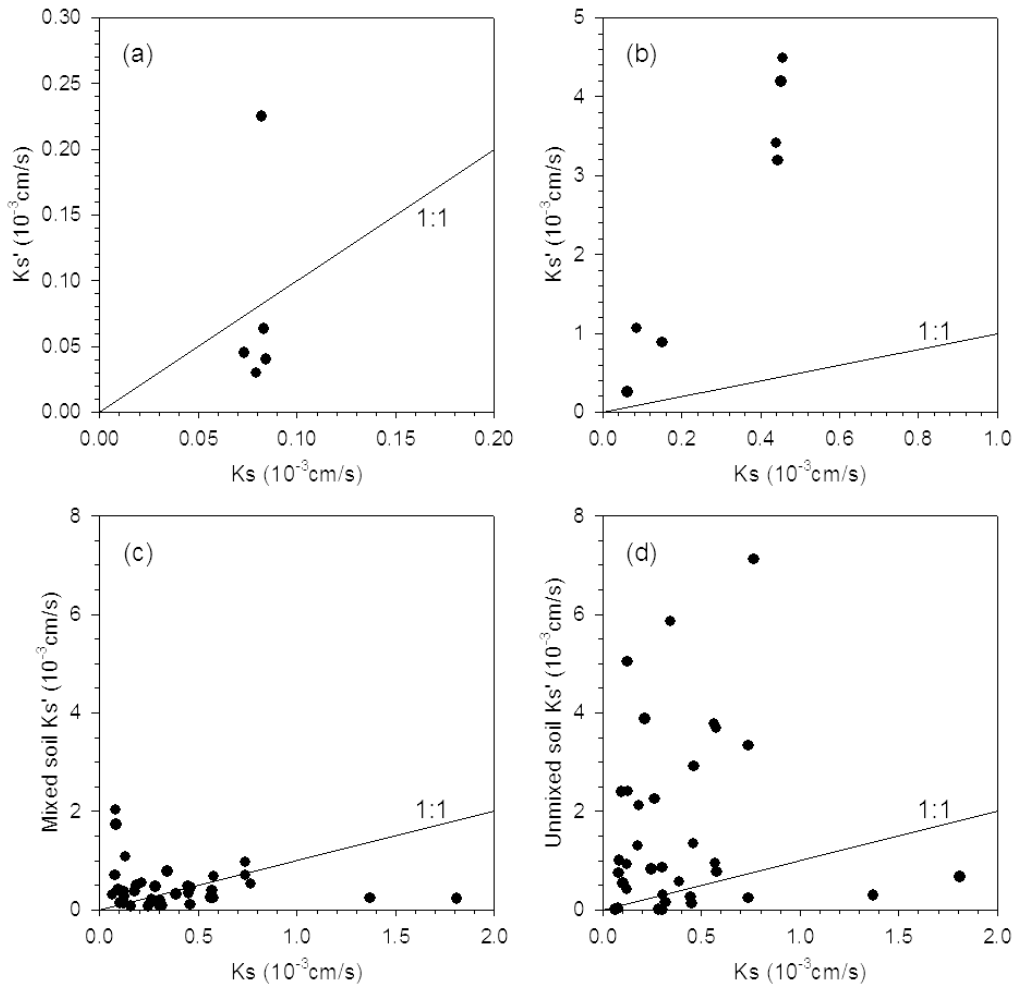 (a)
Ks' (10⁻³cm/s)
0.30
0.25
0.20
0.15
0.10
0.05
0.00
1:1
0.00 0.05 0.10 0.15 0.20
Ks (10⁻³cm/s)
(b)
Ks' (10⁻³cm/s)
5
4
3
2
1
0
1:1
0.0 0.2 0.4 0.6 0.8 1.0
Ks (10⁻³cm/s)
(c)
Mixed soil Ks' (10⁻³cm/s)
8
6
4
2
0
1:1
0.0 0.5 1.0 1.5 2.0
Ks (10⁻³cm/s)
(d)
Unmixed soil Ks' (10⁻³cm/s)
8
6
4
2
0
1:1
0.0 0.5 1.0 1.5 2.0
Ks (10⁻³cm/s)